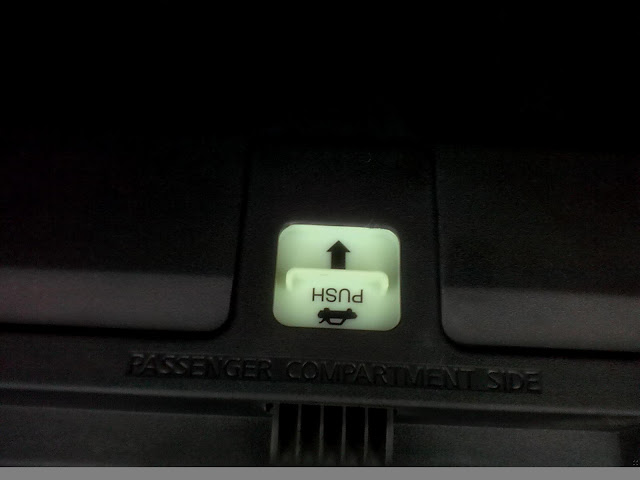 PUSH
PASSENGER COMPARTMENT SIDE